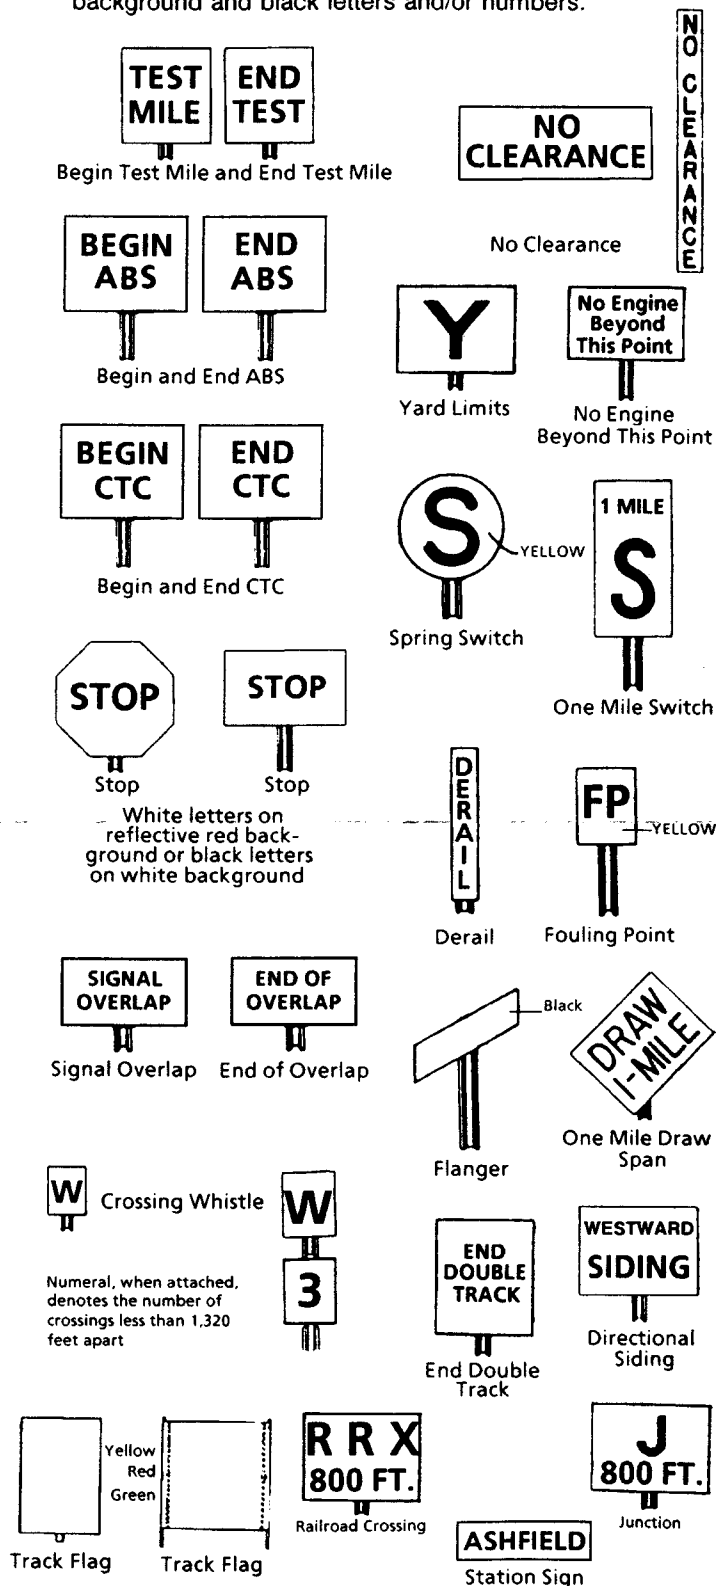 background and black letters and/or numbers.
TEST
MILE
END
TEST
Begin Test Mile and End Test Mile
NO
CLEARANCE
NO CLEARANCE
No Clearance
BEGIN
ABS
END
ABS
Begin and End ABS
Y
Yard Limits
No Engine
Beyond
This Point
No Engine
Beyond This Point
BEGIN
CTC
END
CTC
Begin and End CTC
S
YELLOW
Spring Switch
1 MILE
S
One Mile Switch
STOP
Stop
STOP
Stop
White letters on
reflective red back-
ground or black letters
on white background
DERAIL
Derail
FP
YELLOW
Fouling Point
SIGNAL
OVERLAP
Signal Overlap
END OF
OVERLAP
End of Overlap
Black
Flanger
DRAW
1-MILE
One Mile Draw
Span
W
Crossing Whistle
W
3
Numeral, when attached,
denotes the number of
crossings less than 1,320
feet apart
END
DOUBLE
TRACK
End Double
Track
WESTWARD
SIDING
Directional
Siding
Track Flag
Yellow
Red
Green
Track Flag
R R X
800 FT.
Railroad Crossing
ASHFIELD
Station Sign
J
800 FT.
Junction